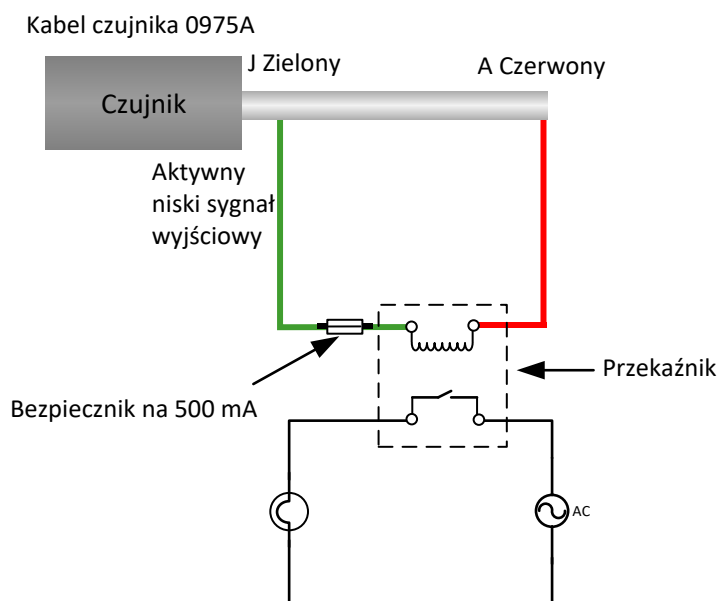 Kabel czujnika 0975A
J Zielony
A Czerwony
Czujnik
Aktywny
niski sygnał
wyjściowy
Przekaźnik
Bezpiecznik na 500 mA
AC